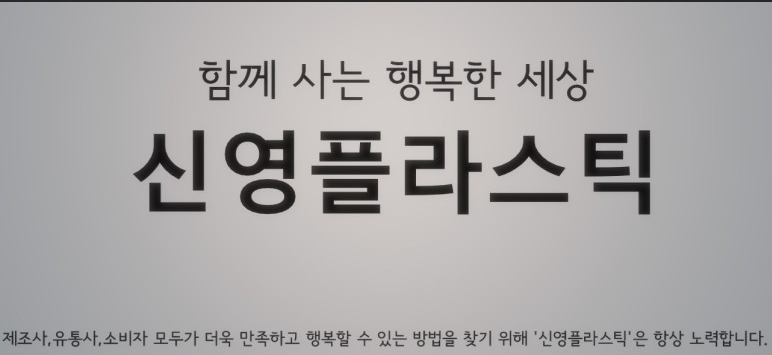 함께 사는 행복한 세상
신영플라스틱
제조사,유통사,소비자 모두가 더욱 만족하고 행복할 수 있는 방법을 찾기 위해 '신영플라스틱'은 항상 노력합니다.